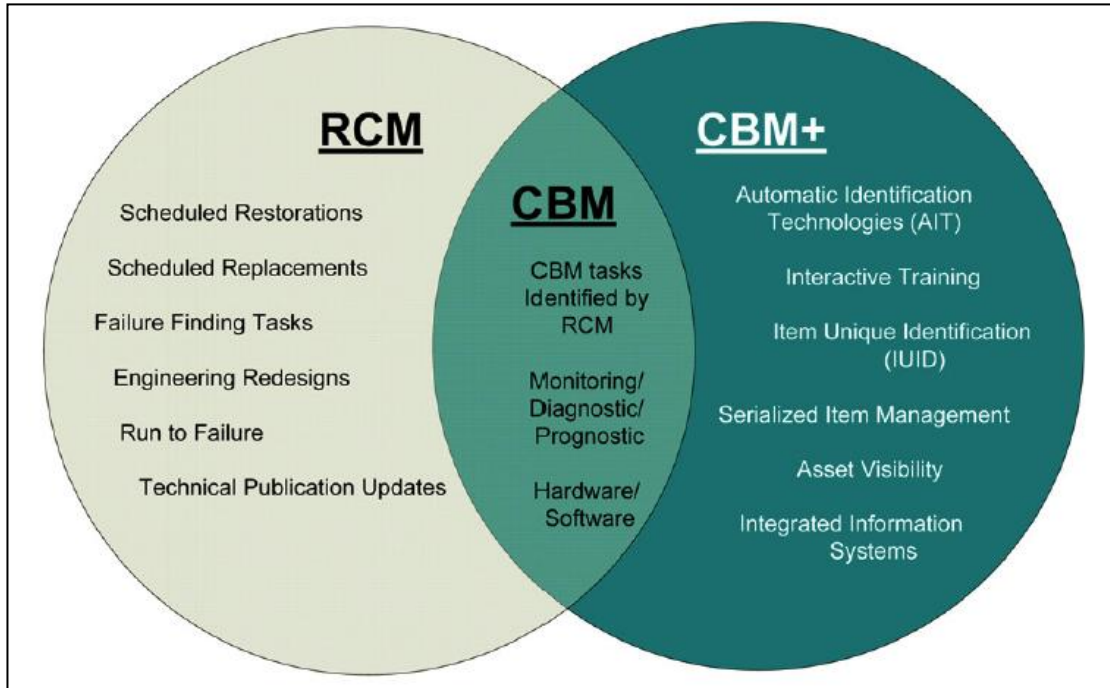 RCM
Scheduled Restorations
Scheduled Replacements
Failure Finding Tasks
Engineering Redesigns
Run to Failure
Technical Publication Updates
CBM
CBM tasks
Identified by
RCM
Monitoring/
Diagnostic/
Prognostic
Hardware/
Software
CBM+
Automatic Identification
Technologies (AIT)
Interactive Training
Item Unique Identification
(IUID)
Serialized Item Management
Asset Visibility
Integrated Information
Systems